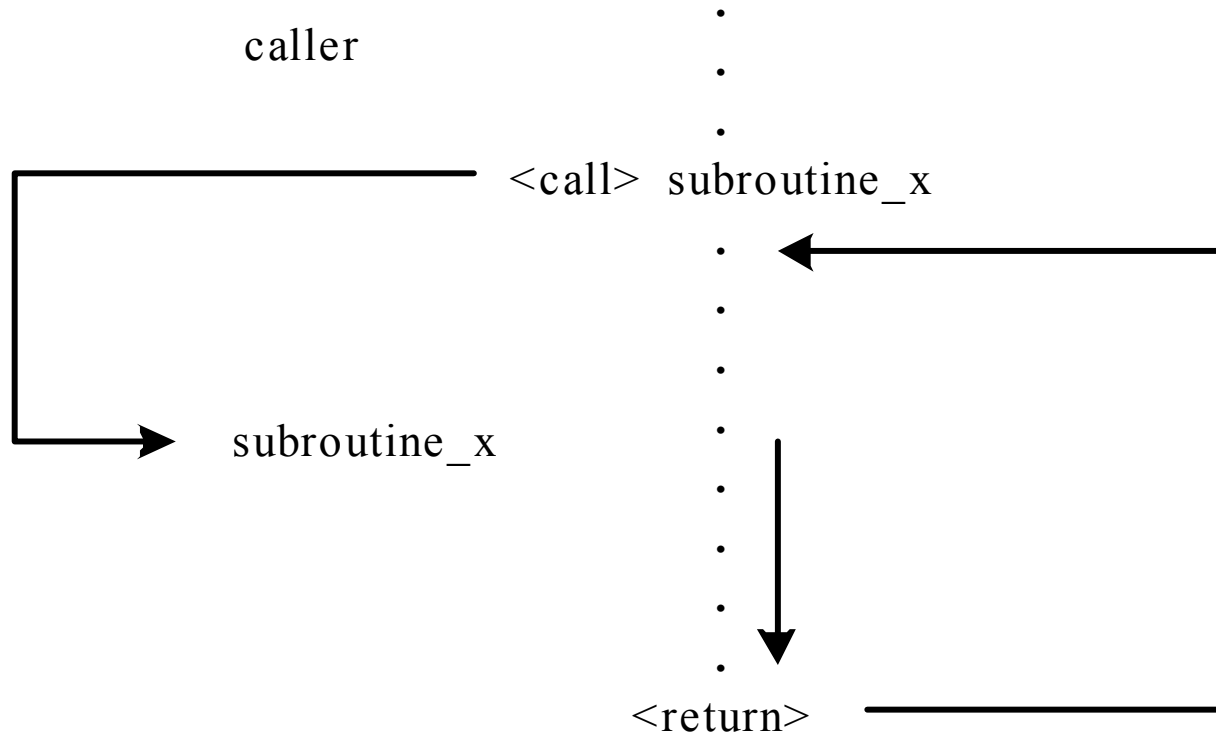 caller
.
.
.
<call> subroutine_x
.
.
.
subroutine_x .
.
.
.
.
<return>